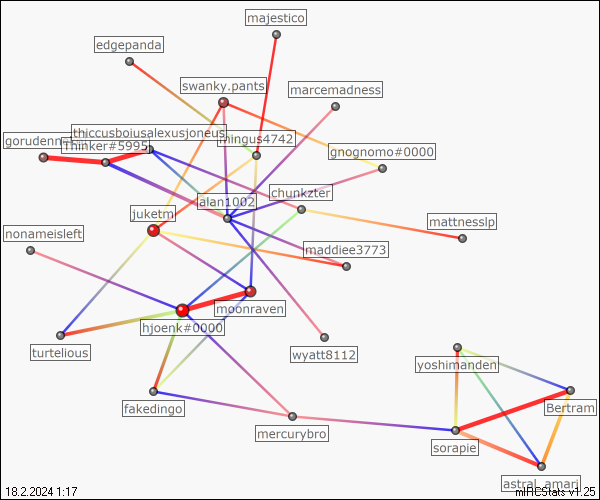 majestico
edgepanda
swanky.pants
marcemadness
thiccusboiusalexusjoneus
mingus4742
Thinker#5995
gnognomo#0000
chunkzter
alan1002
juketm
mattnesslp
nonameisleft
maddiee3773
moonraven
hjoenk#0000
turtelious
wyatt8112
yoshimanden
fakedingo
Bertram
mercurybro
sorapie
astral_amari
18.2.2024 1:17
mIRCStats v1.25